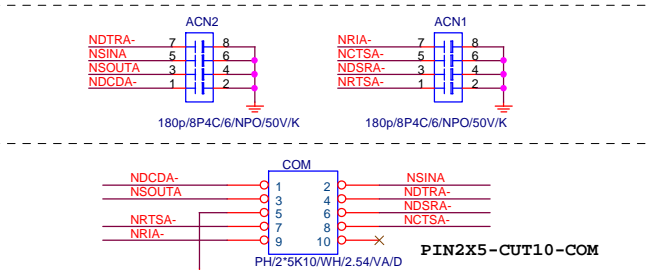 ACN2
NDTRA- 7 8
NSINA 5 6
NSOUTA 3 4
NDCDA- 1 2
180p/8P4C/6/NPO/50V/K
ACN1
NRIA- 7 8
NCTSA- 5 6
NDSRA- 3 4
NRTSA- 1 2
180p/8P4C/6/NPO/50V/K
COM
NDCDA- 1 2 NSINA
NSOUTA 3 4 NDTRA-
5 6 NDSRA-
NRTSA- 7 8 NCTSA-
NRIA- 9 10
PIN2X5-CUT10-COM
PH/2*5K10/WH/2.54/VA/D